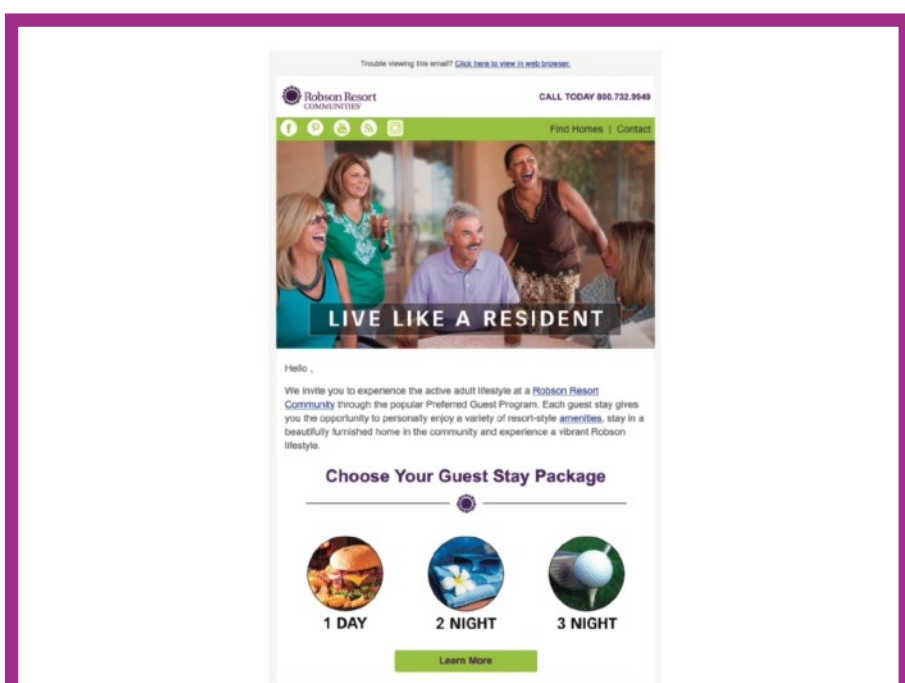 Trouble viewing this email? Click here to view in web browser.
Robson Resort
COMMUNITIES
CALL TODAY 800.732.9949
Find Homes | Contact
LIVE LIKE A RESIDENT
Hello ,
We invite you to experience the active adult lifestyle at a Robson Resort
Community through the popular Preferred Guest Program. Each guest stay gives
you the opportunity to personally enjoy a variety of resort-style amenities, stay in a
beautifully furnished home in the community and experience a vibrant Robson
lifestyle.
Choose Your Guest Stay Package
1 DAY
2 NIGHT
3 NIGHT
Learn More